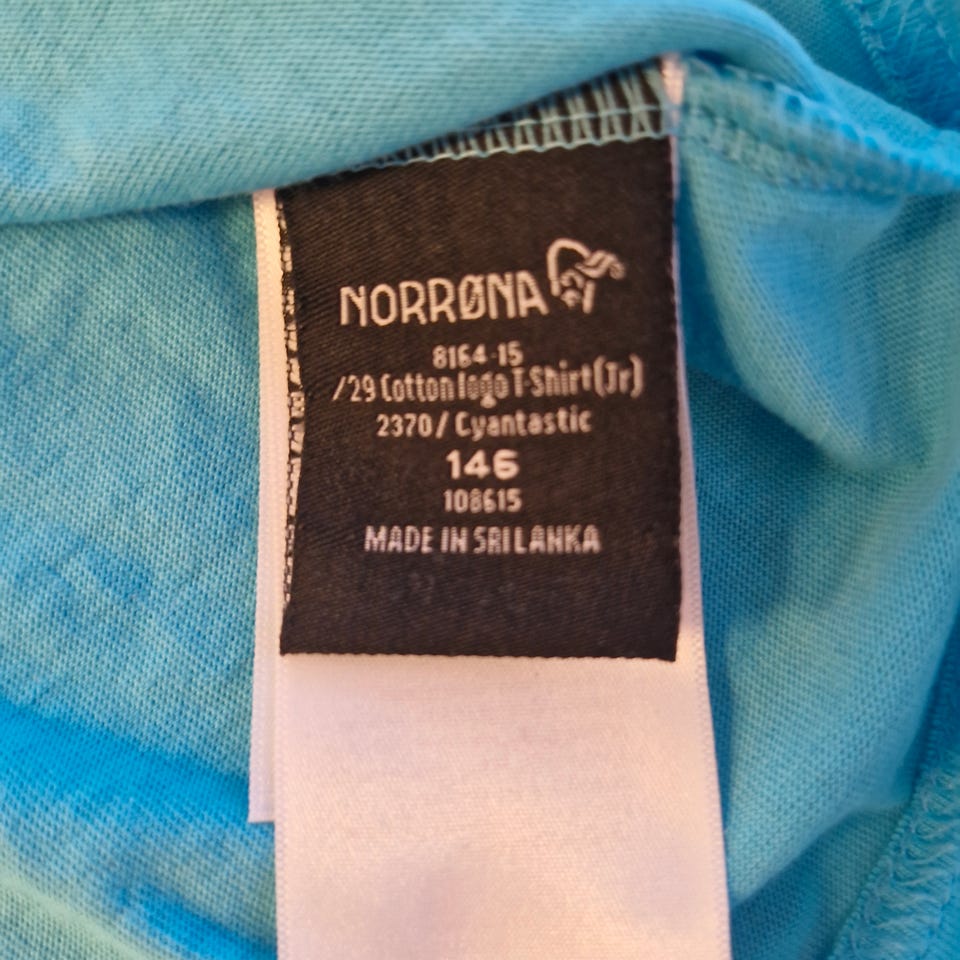 NORRØNA
8164-15
/29 Cotton logo T-Shirt (Jr)
2370 / Cyantastic
146
108615
MADE IN SRI LANKA